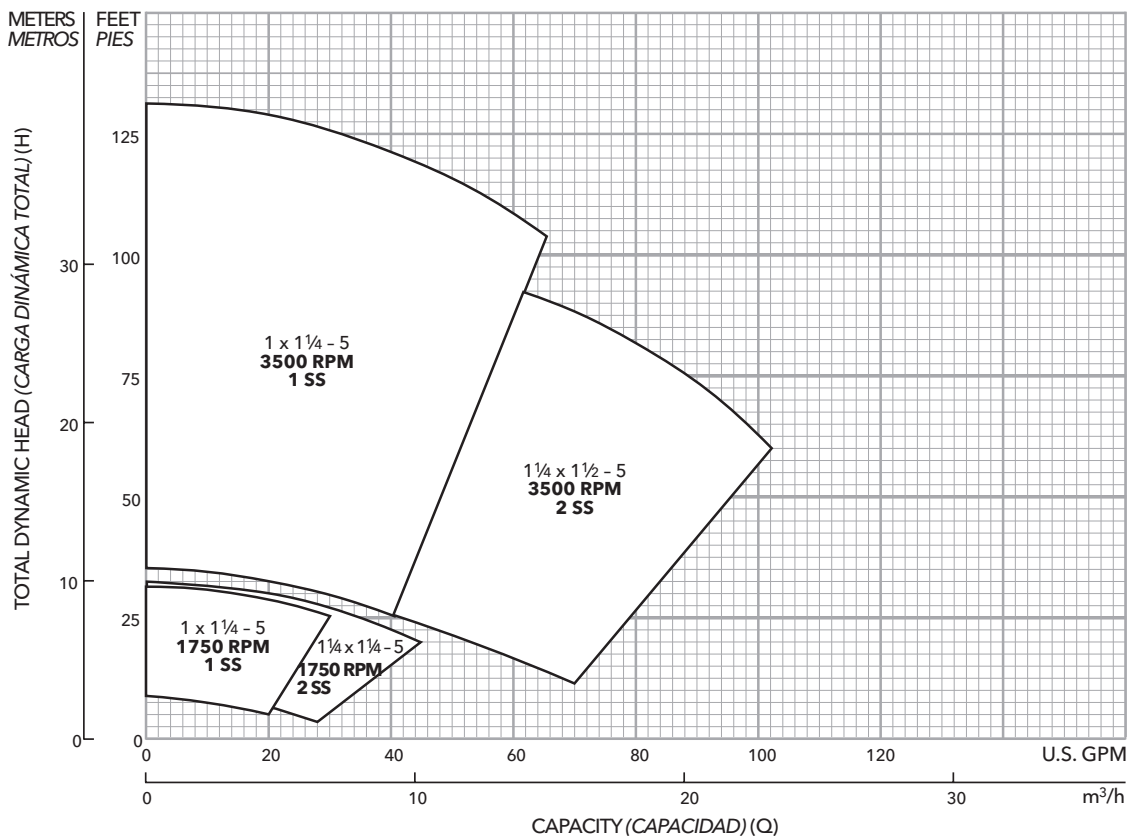 METERS
METROS
FEET
PIES
TOTAL DYNAMIC HEAD (CARGA DINÁMICA TOTAL) (H)
125
100
75
50
25
0
30
20
10
0
1 x 1¼ – 5
3500 RPM
1 SS
1¼ x 1½ – 5
3500 RPM
2 SS
1 x 1¼ – 5
1750 RPM
1 SS
1¼ x 1¼ – 5
1750 RPM
2 SS
0 20 40 60 80 100 120 U.S. GPM
0 10 20 30 m³/h
CAPACITY (CAPACIDAD) (Q)